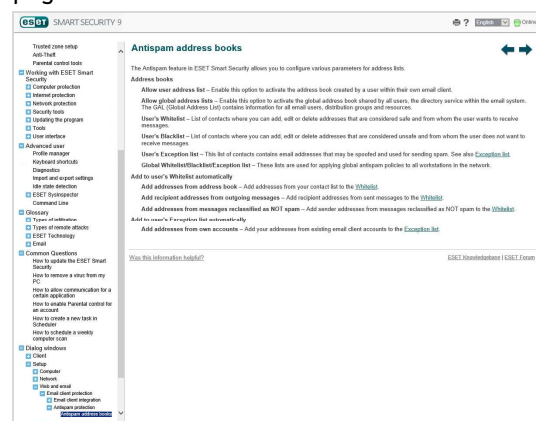 eset SMART SECURITY 9
English
Online
Trusted zone setup
Anti-Theft
Parental control tools
Working with ESET Smart
Security
Computer protection
Internet protection
Network protection
Security tools
Updating the program
Tools
User interface
Advanced user
Profile manager
Keyboard shortcuts
Diagnostics
Import and export settings
Idle state detection
ESET SysInspector
Command Line
Glossary
Types of infiltration
Types of remote attacks
ESET Technology
Email
Common Questions
How to update the ESET Smart
Security
How to remove a virus from my
PC
How to allow communication for a
certain application
How to enable Parental control for
an account
How to create a new task in
Scheduler
How to schedule a weekly
computer scan
Dialog windows
Client
Setup
Computer
Network
Web and email
Email client protection
Email client integration
Antispam protection
Antispam address books
Antispam address books
The Antispam feature in ESET Smart Security allows you to configure various parameters for address lists.
Address books
Allow user address list – Enable this option to activate the address book created by a user within their own email client.
Allow global address lists – Enable this option to activate the global address book shared by all users, the directory service within the email system.
The GAL (Global Address List) contains information for all email users, distribution groups and resources.
User's Whitelist – List of contacts where you can add, edit or delete addresses that are considered safe and from whom the user wants to receive
messages.
User's Blacklist – List of contacts where you can add, edit or delete addresses that are considered unsafe and from whom the user does not want to
receive messages
User's Exception list – This list of contacts contains email addresses that may be spoofed and used for sending spam. See also Exception list.
Global Whitelist/Blacklist/Exception list – These lists are used for applying global antispam policies to all workstations in the network.
Add to user's Whitelist automatically
Add addresses from address book – Add addresses from your contact list to the Whitelist.
Add recipient addresses from outgoing messages – Add recipient addresses from sent messages to the Whitelist.
Add addresses from messages reclassified as NOT spam – Add sender addresses from messages reclassified as NOT spam to the Whitelist.
Add to user's Exception list automatically
Add addresses from own accounts – Add your addresses from existing email client accounts to the Exception list.
Was this information helpful?
ESET Knowledgebase | ESET Forum